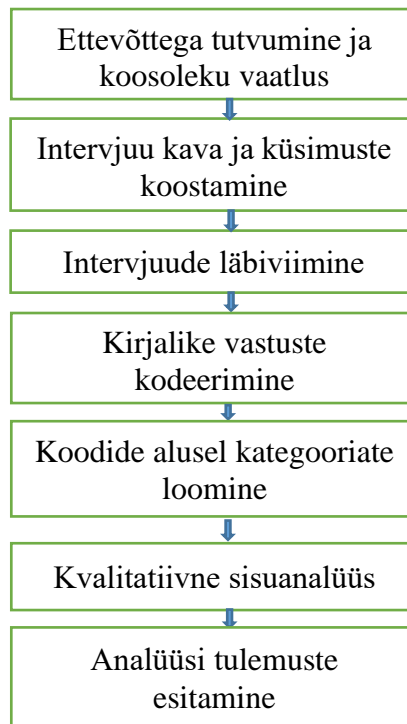 Ettevõttega tutvumine ja
koosoleku vaatlus
Intervjuu kava ja küsimuste
koostamine
Intervjuude läbiviimine
Kirjalike vastuste
kodeerimine
Koodide alusel kategooriate
loomine
Kvalitatiivne sisuanalüüs
Analüüsi tulemuste
esitamine